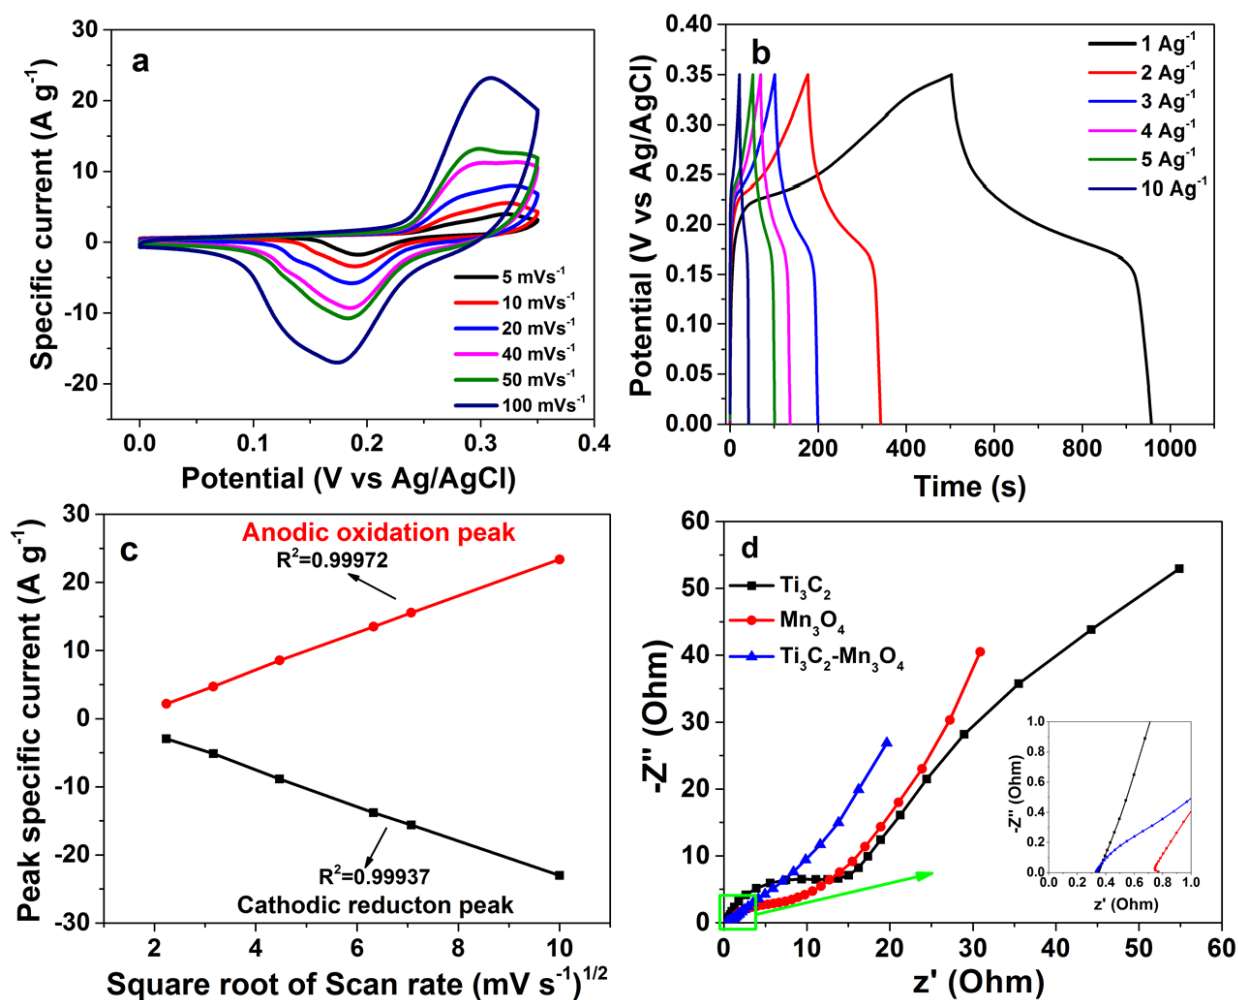 a
30
20
10
0
-10
-20
Specific current (A g⁻¹)
5 mVs⁻¹
10 mVs⁻¹
20 mVs⁻¹
40 mVs⁻¹
50 mVs⁻¹
100 mVs⁻¹
0.0 0.1 0.2 0.3 0.4
Potential (V vs Ag/AgCl)
b
0.40
0.35
0.30
0.25
0.20
0.15
0.10
0.05
0.00
Potential (V vs Ag/AgCl)
1 Ag⁻¹
2 Ag⁻¹
3 Ag⁻¹
4 Ag⁻¹
5 Ag⁻¹
10 Ag⁻¹
0 200 400 600 800 1000
Time (s)
c
30
20
10
0
-10
-20
-30
Peak specific current (A g⁻¹)
Anodic oxidation peak
R²=0.99972
R²=0.99937
Cathodic reducton peak
2 4 6 8 10
Square root of Scan rate (mV s⁻¹)¹/²
d
60
50
40
30
20
10
0
-Z'' (Ohm)
Ti₃C₂
Mn₃O₄
Ti₃C₂-Mn₃O₄
1.0
0.8
0.6
0.4
0.2
0.0
-Z'' (Ohm)
0.0 0.2 0.4 0.6 0.8 1.0
z' (Ohm)
0 10 20 30 40 50 60
z' (Ohm)